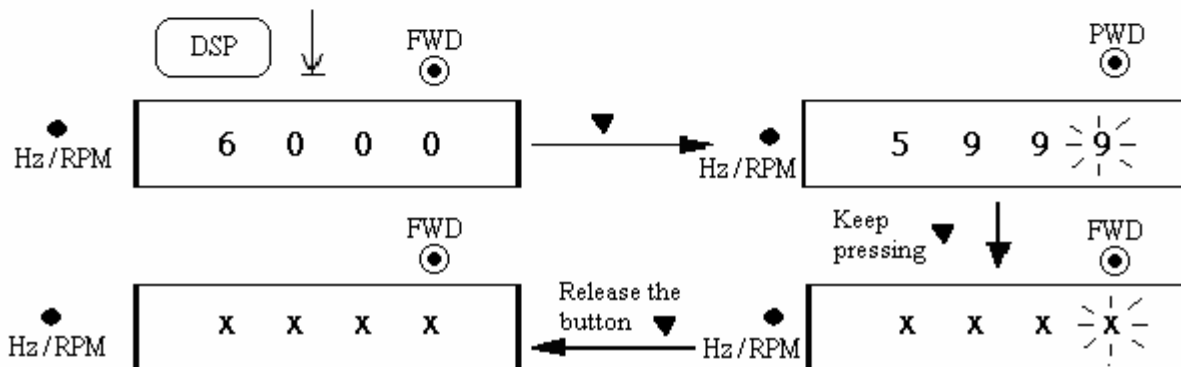 DSP
FWD
PWD
Hz/RPM
6 0 0 0
Hz/RPM
5 9 9 9
FWD
Keep
pressing
FWD
Hz/RPM
x x x x
Release the
button
Hz/RPM
x x x x